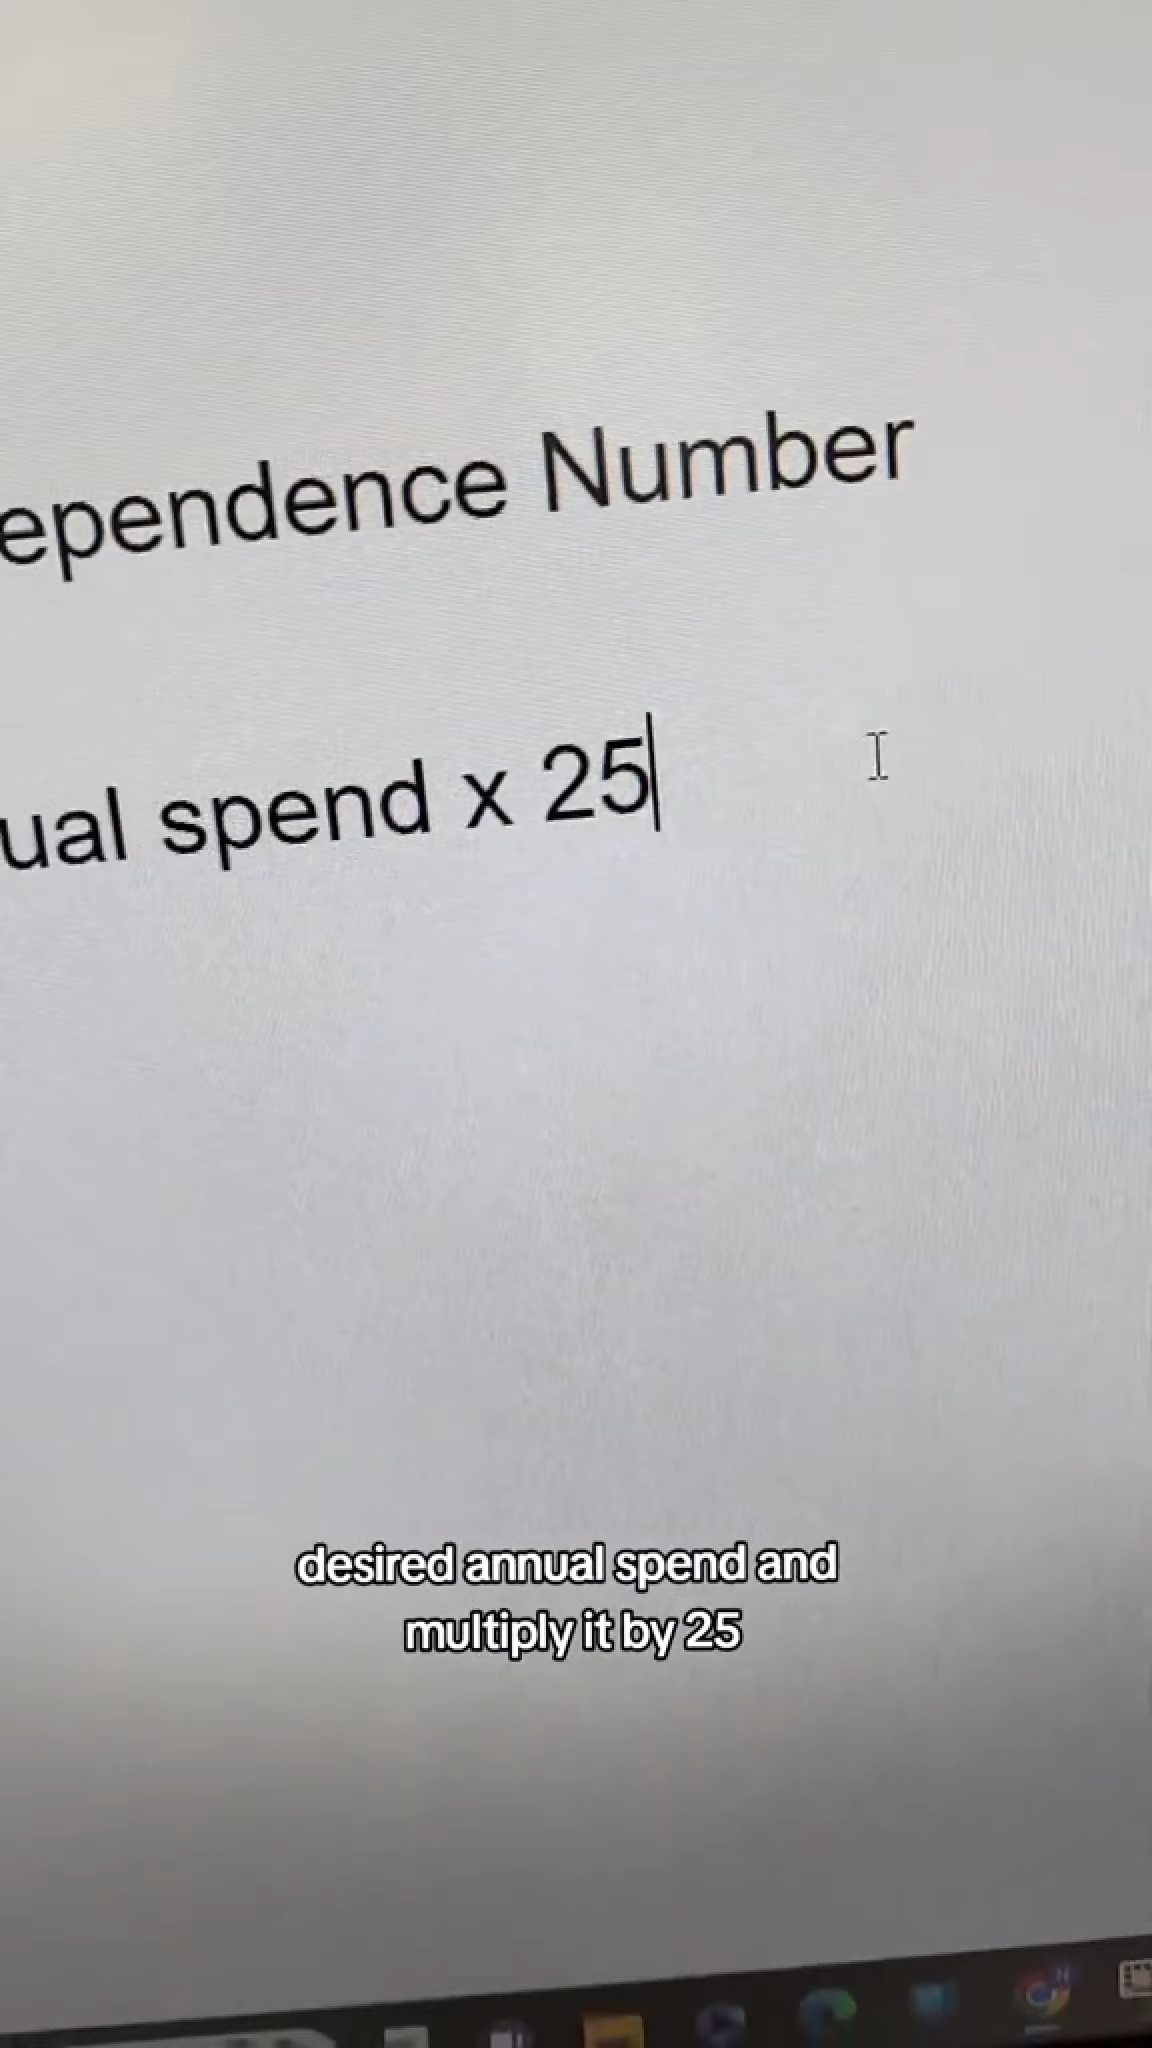 ependence Number
ual spend x 25
desired annual spend and
multiply it by 25